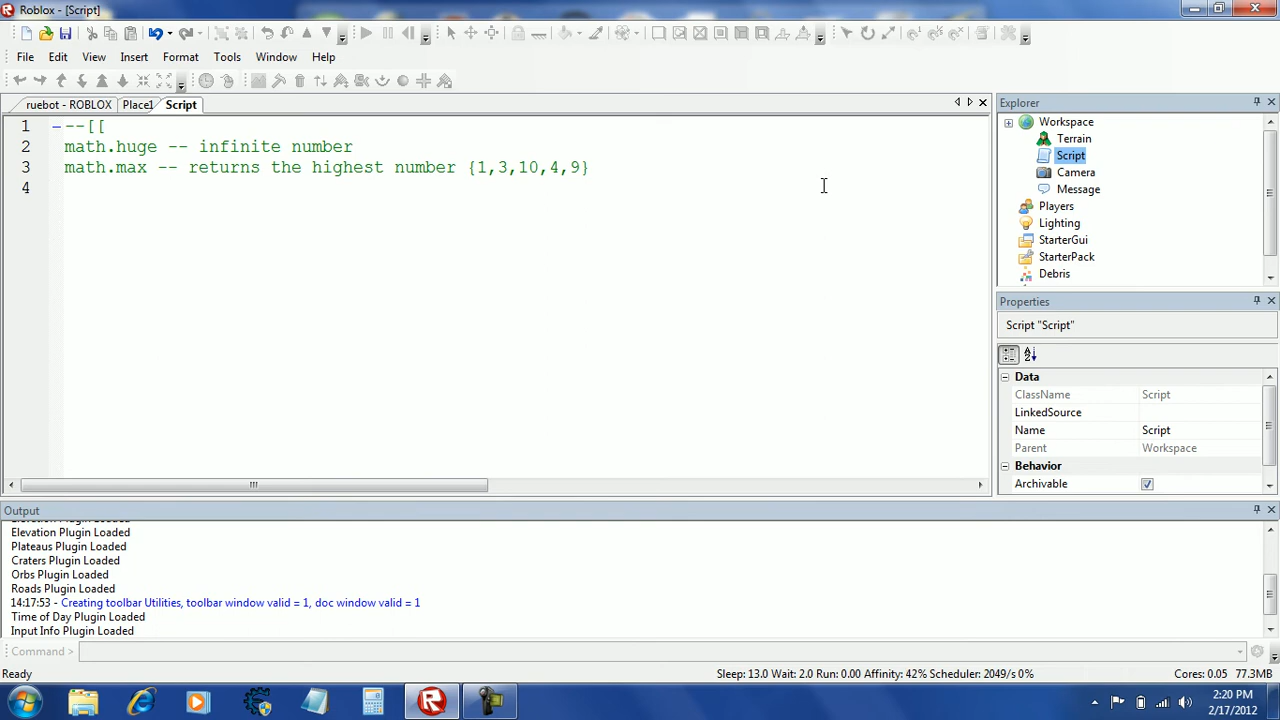 Roblox - [Script]
File Edit View Insert Format Tools Window Help
ruebot - ROBLOX Place1 Script
1 --[[
2 math.huge -- infinite number
3 math.max -- returns the highest number {1,3,10,4,9}
4
Explorer
Workspace
Terrain
Script
Camera
Message
Players
Lighting
StarterGui
StarterPack
Debris
Properties
Script "Script"
Data
ClassName Script
LinkedSource
Name Script
Parent Workspace
Behavior
Archivable
Output
Elevation Plugin Loaded
Elevation Plugin Loaded
Plateaus Plugin Loaded
Craters Plugin Loaded
Orbs Plugin Loaded
Roads Plugin Loaded
14:17:53 - Creating toolbar Utilities, toolbar window valid = 1, doc window valid = 1
Time of Day Plugin Loaded
Input Info Plugin Loaded
Command >
Ready
Sleep: 13.0 Wait: 2.0 Run: 0.00 Affinity: 42% Scheduler: 2049/s 0%
Cores: 0.05
77.3MB
2:20 PM
2/17/2012